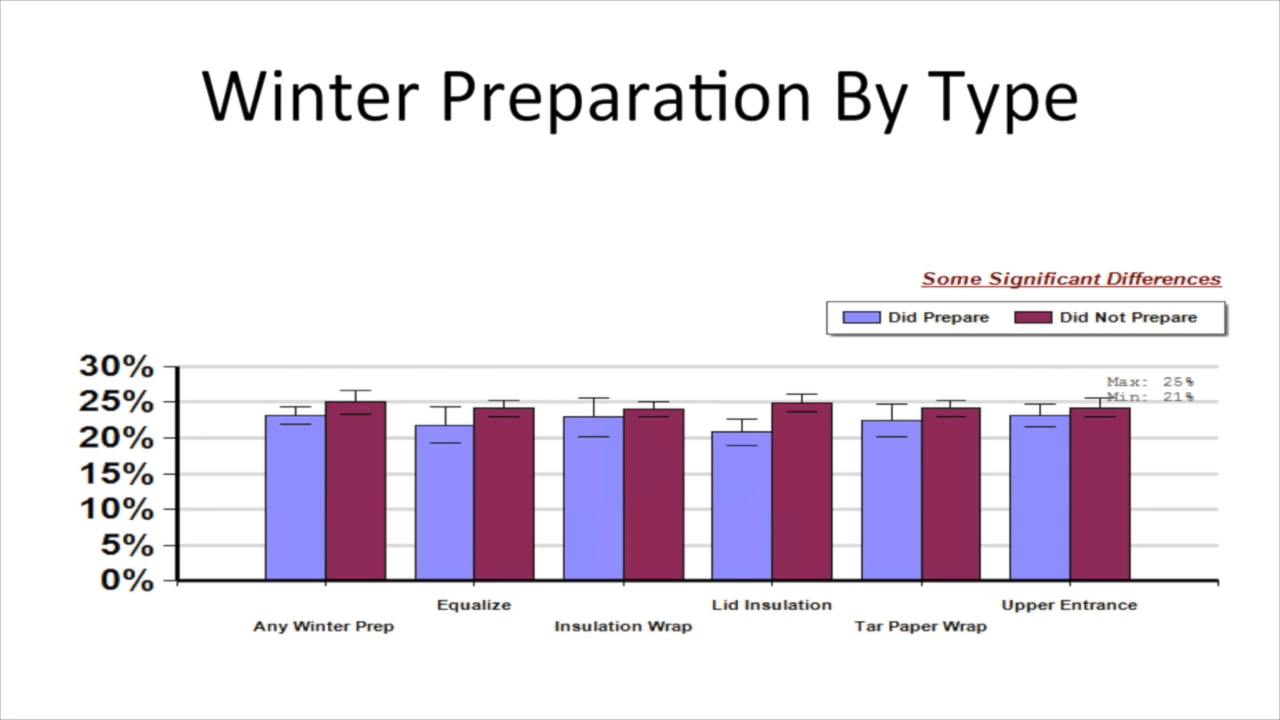 Winter Preparation By Type
Some Significant Differences
Did Prepare Did Not Prepare
30%
Max: 25%
Min: 21%
25%
20%
15%
10%
5%
0%
Equalize Lid Insulation Upper Entrance
Any Winter Prep Insulation Wrap Tar Paper Wrap